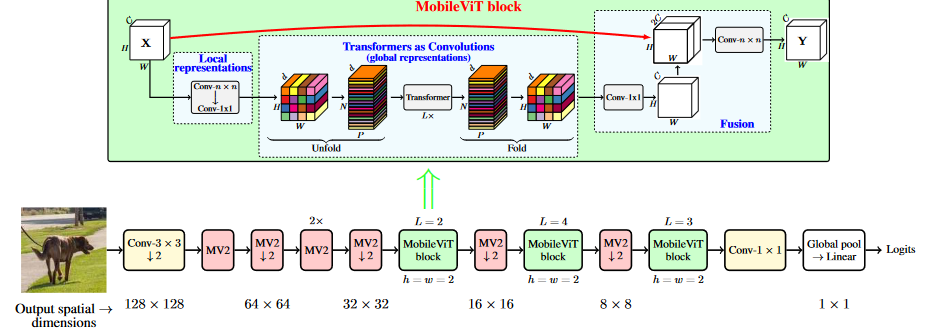 MobileViT block
C
H
X
W
Local
representations
Conv-n × n
↓
Conv-1x1
Transformers as Convolutions
(global representations)
d
H
W
d
N
P
Unfold
Transformer
L×
d
N
P
d
H
W
Fold
Conv-1x1
C
H
W
2C
H
W
Conv-n × n
C
H
Y
W
Fusion
2×
L = 2
L = 4
L = 3
Conv-3 × 3
↓ 2
MV2
MV2
↓ 2
MV2
MV2
↓ 2
MobileViT
block
MV2
↓ 2
MobileViT
block
MV2
↓ 2
MobileViT
block
Conv-1 × 1
Global pool
→ Linear
Logits
h = w = 2
h = w = 2
h = w = 2
Output spatial →
dimensions
128 × 128
64 × 64
32 × 32
16 × 16
8 × 8
1 × 1